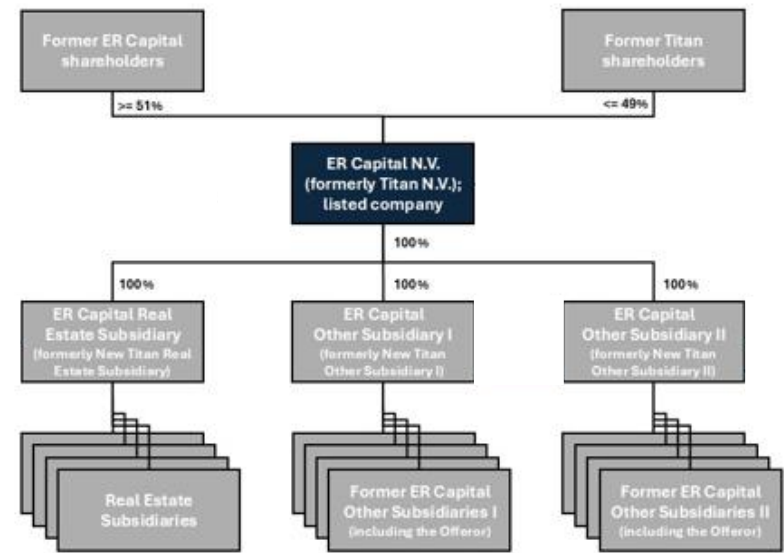 Former ER Capital
shareholders
Former Titan
shareholders
>= 51%
<= 49%
ER Capital N.V.
(formerly Titan N.V.);
listed company
100%
100%
100%
100%
ER Capital Real
Estate Subsidiary
(formerly New Titan Real
Estate Subsidiary)
ER Capital
Other Subsidiary I
(formerly New Titan
Other Subsidiary I)
ER Capital
Other Subsidiary II
(formerly New Titan
Other Subsidiary II)
Real Estate
Subsidiaries
Former ER Capital
Other Subsidiaries I
(including the Offeror)
Former ER Capital
Other Subsidiaries II
(including the Offeror)